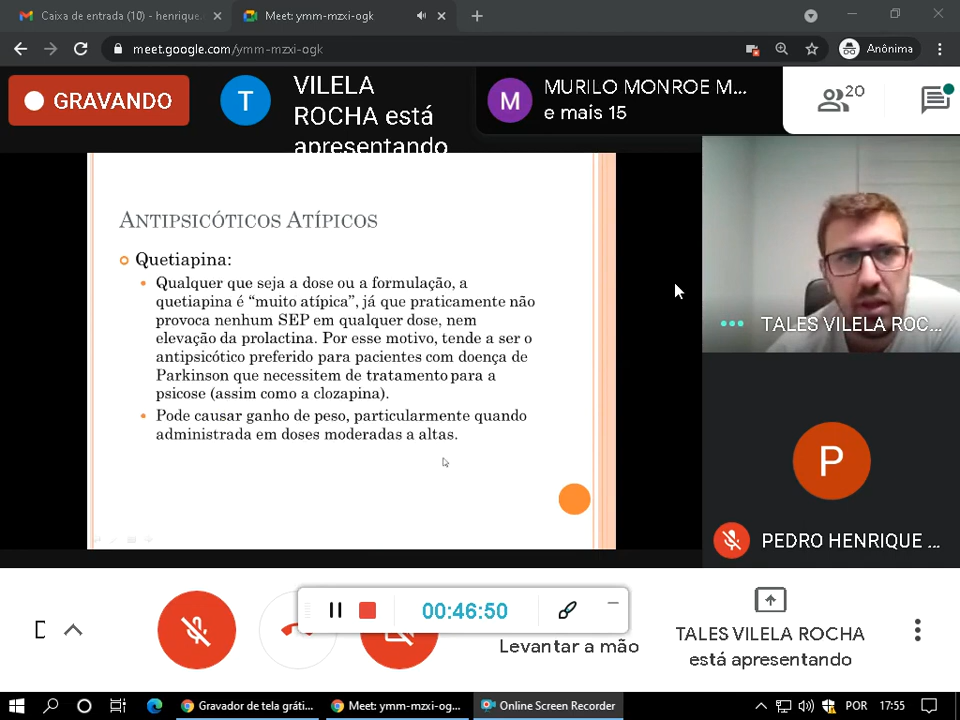 Caixa de entrada (10) - henrique.
Meet: ymm-mzxi-ogk
meet.google.com/ymm-mzxi-ogk
Anônima
GRAVANDO
T
VILELA
ROCHA está
apresentando
M
MURILO MONROE M...
e mais 15
20
ANTIPSICÓTICOS ATÍPICOS
Quetiapina:
Qualquer que seja a dose ou a formulação, a
quetiapina é “muito atípica”, já que praticamente não
provoca nenhum SEP em qualquer dose, nem
elevação da prolactina. Por esse motivo, tende a ser o
antipsicótico preferido para pacientes com doença de
Parkinson que necessitem de tratamento para a
psicose (assim como a clozapina).
Pode causar ganho de peso, particularmente quando
administrada em doses moderadas a altas.
TALES VILELA ROC...
P
PEDRO HENRIQUE ...
00:46:50
Levantar a mão
TALES VILELA ROCHA
está apresentando
Gravador de tela gráti...
Meet: ymm-mzxi-og...
Online Screen Recorder
POR
17:55